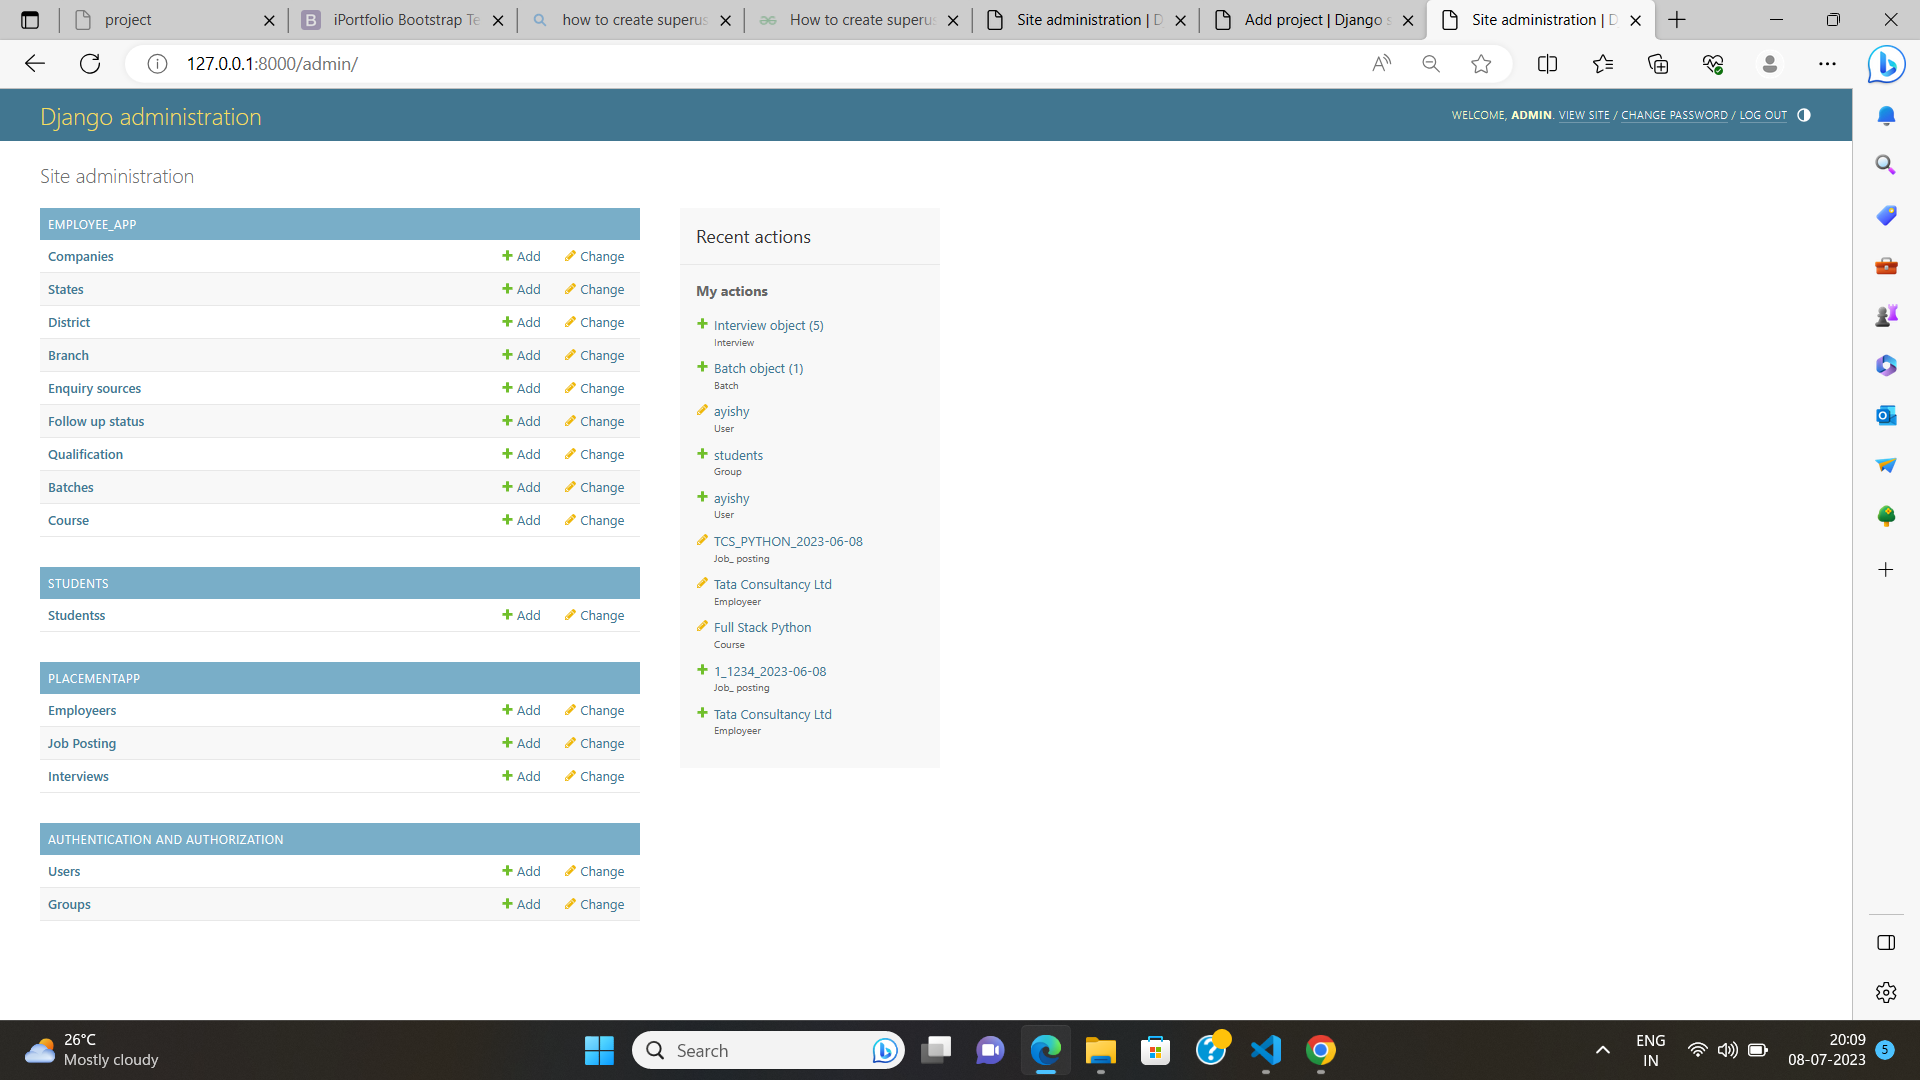 project
iPortfolio Bootstrap Te
how to create superus
How to create superus
Site administration | D
Add project | Django s
Site administration | D
127.0.0.1:8000/admin/
Django administration
WELCOME, ADMIN. VIEW SITE / CHANGE PASSWORD / LOG OUT
Site administration
EMPLOYEE_APP
Companies Add Change
States Add Change
District Add Change
Branch Add Change
Enquiry sources Add Change
Follow up status Add Change
Qualification Add Change
Batches Add Change
Course Add Change
STUDENTS
Studentss Add Change
PLACEMENTAPP
Employeers Add Change
Job Posting Add Change
Interviews Add Change
AUTHENTICATION AND AUTHORIZATION
Users Add Change
Groups Add Change
Recent actions
My actions
Interview object (5)
Interview
Batch object (1)
Batch
ayishy
User
students
Group
ayishy
User
TCS_PYTHON_2023-06-08
Job_ posting
Tata Consultancy Ltd
Employeer
Full Stack Python
Course
1_1234_2023-06-08
Job_ posting
Tata Consultancy Ltd
Employeer
26°C
Mostly cloudy
Search
ENG
IN
20:09
08-07-2023
5